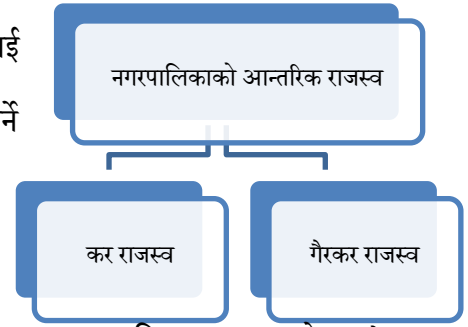 नगरपालिकाको आन्तरिक राजस्व
कर राजस्व
गैरकर राजस्व